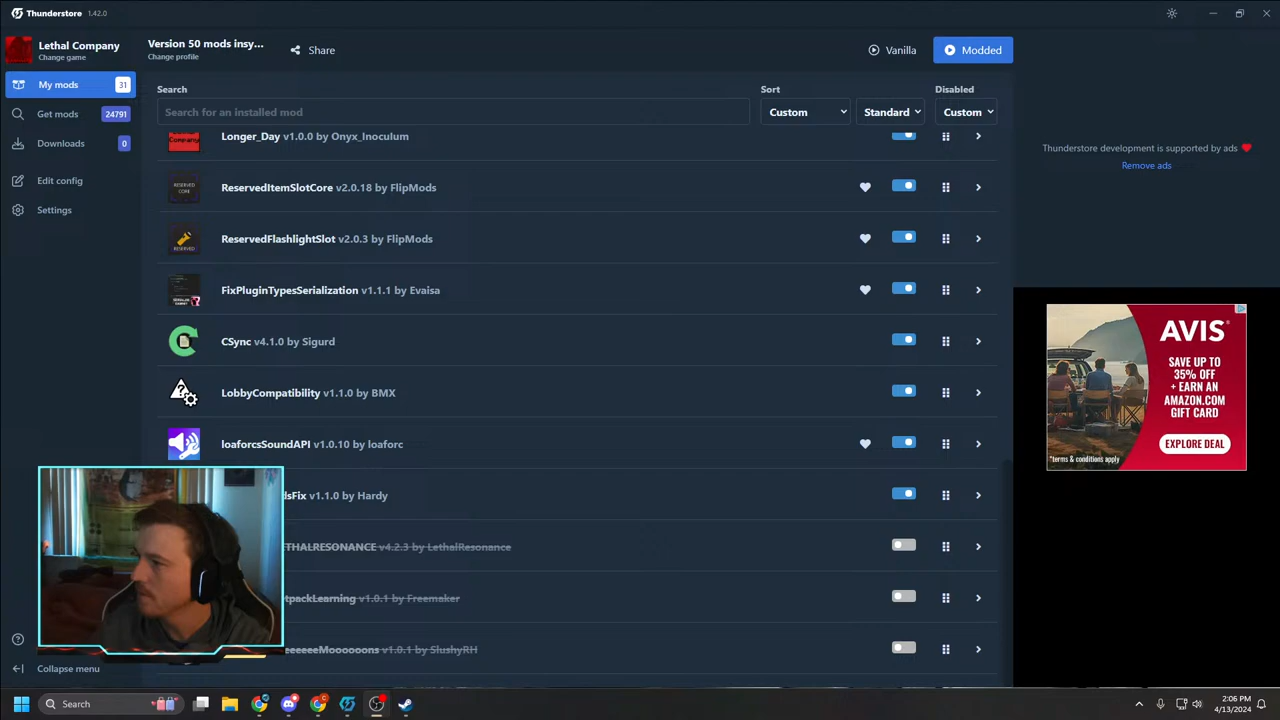 Thunderstore 1.42.0
Lethal Company
Change game
Version 50 mods insy...
Change profile
Share
Vanilla
Modded
My mods 31
Get mods 24791
Downloads 0
Edit config
Settings
Search
Search for an installed mod
Sort
Custom
Standard
Disabled
Custom
Longer_Day v1.0.0 by Onyx_Inoculum
ReservedItemSlotCore v2.0.18 by FlipMods
ReservedFlashlightSlot v2.0.3 by FlipMods
FixPluginTypesSerialization v1.1.1 by Evaisa
CSync v4.1.0 by Sigurd
LobbyCompatibility v1.1.0 by BMX
loaforcsSoundAPI v1.0.10 by loaforc
dsFix v1.1.0 by Hardy
THALRESONANCE v4.2.3 by LethalResonance
tpackLearning v1.0.1 by Freemaker
eeeeeeMooooons v1.0.1 by SlushyRH
Thunderstore development is supported by ads
Remove ads
AVIS
SAVE UP TO
35% OFF
+ EARN AN
AMAZON.COM
GIFT CARD
EXPLORE DEAL
*terms & conditions apply
Collapse menu
Search
2:06 PM
4/13/2024